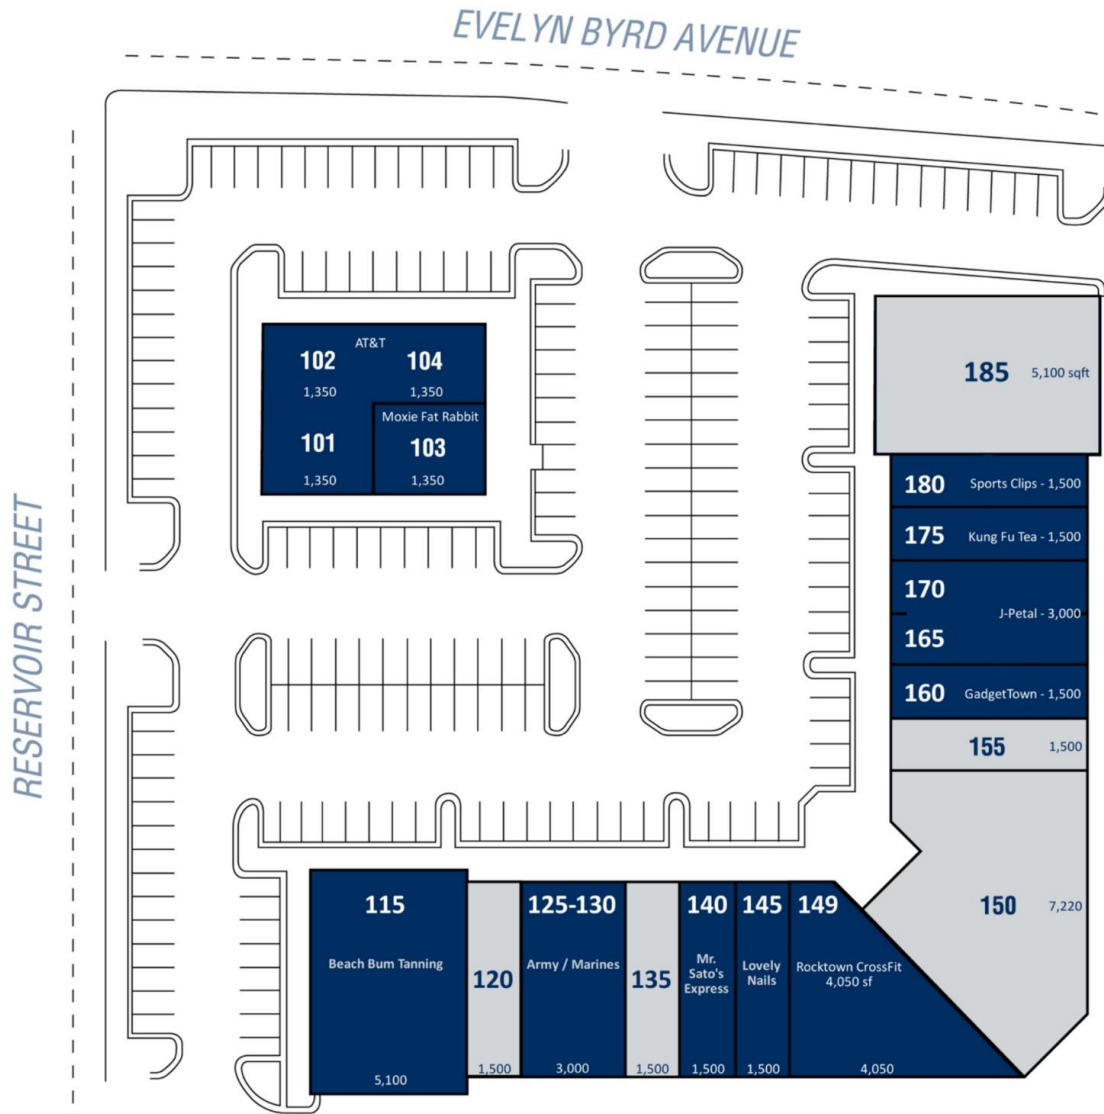 EVELYN BYRD AVENUE
RESERVOIR STREET
AT&T
102 104
1,350 1,350
Moxie Fat Rabbit
101 103
1,350 1,350
185 5,100 sqft
180 Sports Clips - 1,500
175 Kung Fu Tea - 1,500
170
J-Petal - 3,000
165
160 GadgetTown - 1,500
155 1,500
150 7,220
115
Beach Bum Tanning
5,100
120
1,500
125-130
Army / Marines
3,000
135
1,500
140
Mr.
Sato's
Express
1,500
145
Lovely
Nails
1,500
149
Rocktown CrossFit
4,050 sf
4,050